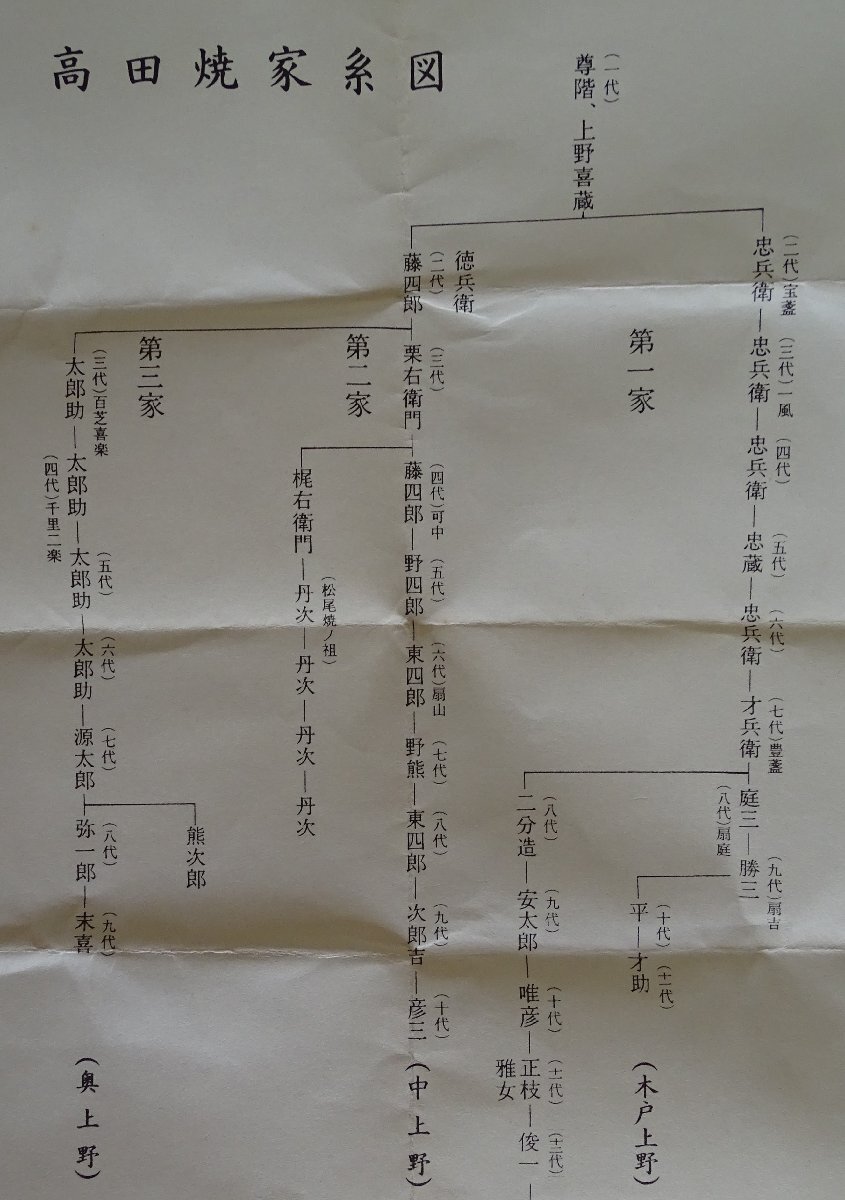 高田焼家系図
(一代)
尊階、上野喜蔵
第一家
(二代)宝盞
忠兵衛
(三代)一風
忠兵衛
(四代)
忠兵衛
(五代)
忠蔵
(六代)
忠兵衛
(七代)豊盞
才兵衛
(八代)扇庭
庭三
(九代)扇吉
勝三
(十代)
平
(十一代)
才助
(木戸上野)
(八代)
二分造
(九代)
安太郎
(十代)
唯彦
(十一代)
正枝
雅女
(十二代)
俊一
第二家
徳兵衛
(二代)
藤四郎
(三代)
栗右衛門
(四代)可中
藤四郎
(五代)
野四郎
(六代)扇山
東四郎
(七代)
野熊
(八代)
東四郎
(九代)
次郎吉
(十代)
彦三
(中上野)
梶右衛門
(松尾焼ノ祖)
丹次
丹次
丹次
丹次
第三家
(三代)百芝喜楽
太郎助
(四代)千里二楽
太郎助
(五代)
太郎助
(六代)
太郎助
(七代)
源太郎
熊次郎
(八代)
弥一郎
(九代)
末喜
(奥上野)